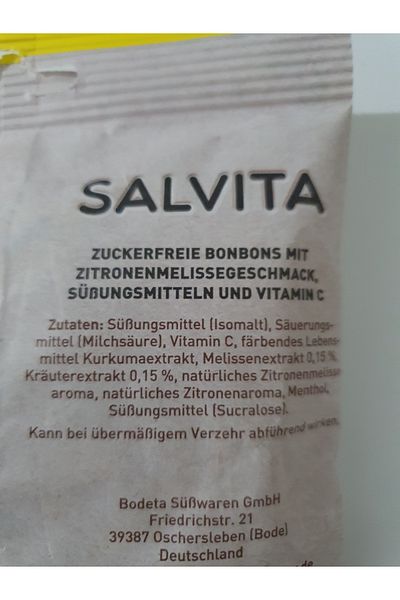 SALVITA
ZUCKERFREIE BONBONS MIT
ZITRONENMELISSEGESCHMACK,
SÜẞUNGSMITTELN UND VITAMIN C
Zutaten: Süßungsmittel (Isomalt), Säuerungs-
mittel (Milchsäure), Vitamin C, färbendes Lebens-
mittel Kurkumaextrakt, Melissenextrakt 0,15 %,
Kräuterextrakt 0,15 %, natürliches Zitronenmelisse-
aroma, natürliches Zitronenaroma, Menthol,
Süßungsmittel (Sucralose).
Kann bei übermäßigem Verzehr abführend wirken.
Bodeta Süßwaren GmbH
Friedrichstr. 21
39387 Oschersleben (Bode)
Deutschland